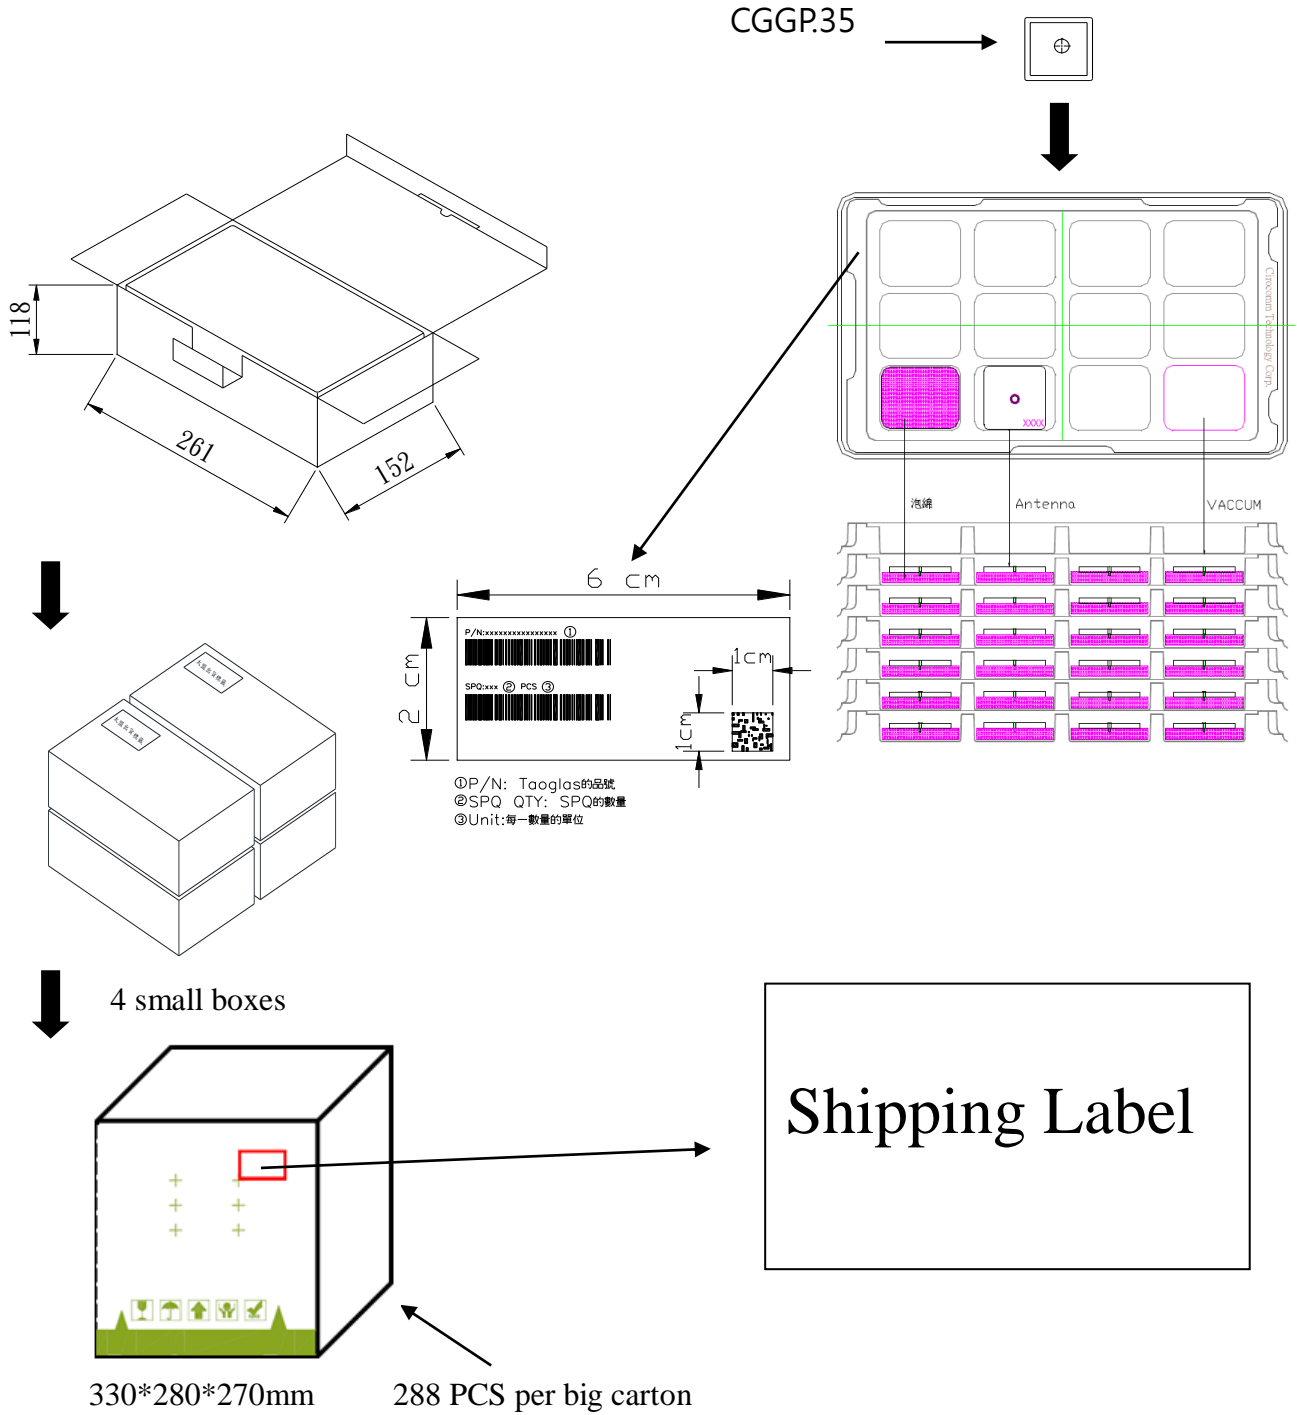 CGGP.35
118
261
152
Cirocomm Technology Corp.
XXXX
泡綿
Antenna
VACCUM
6 cm
2 cm
P/N:xxxxxxxxxxxxxxxx ①
SPQ:xxx ② PCS ③
1cm
1cm
①P/N: Taoglas的品號
②SPQ QTY: SPQ的數量
③Unit:每一數量的單位
4 small boxes
Shipping Label
330*280*270mm
288 PCS per big carton